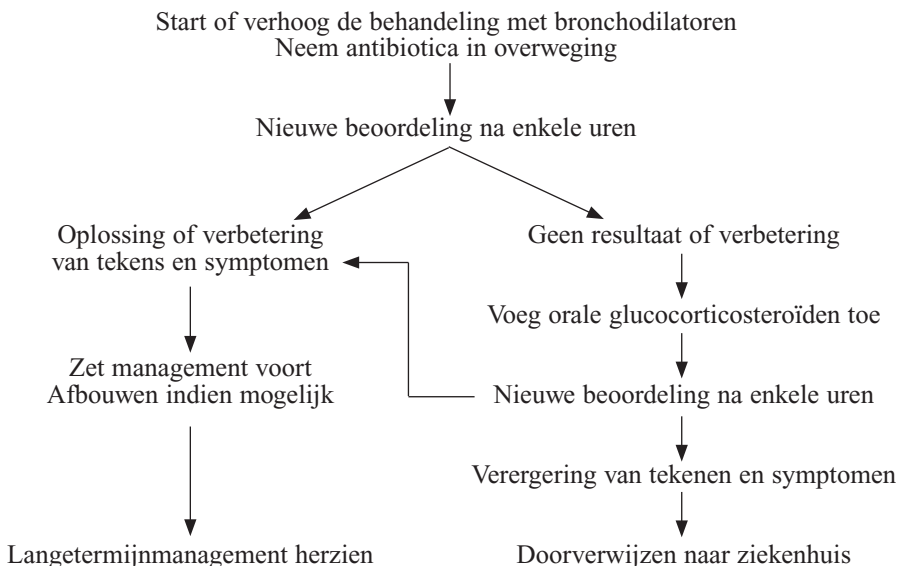 Start of verhoog de behandeling met bronchodilatoren
Neem antibiotica in overweging
Nieuwe beoordeling na enkele uren
Oplossing of verbetering
van tekens en symptomen
Geen resultaat of verbetering
Voeg orale glucocorticosteroïden toe
Zet management voort
Afbouwen indien mogelijk
Nieuwe beoordeling na enkele uren
Verergering van tekenen en symptomen
Langetermijnmanagement herzien
Doorverwijzen naar ziekenhuis